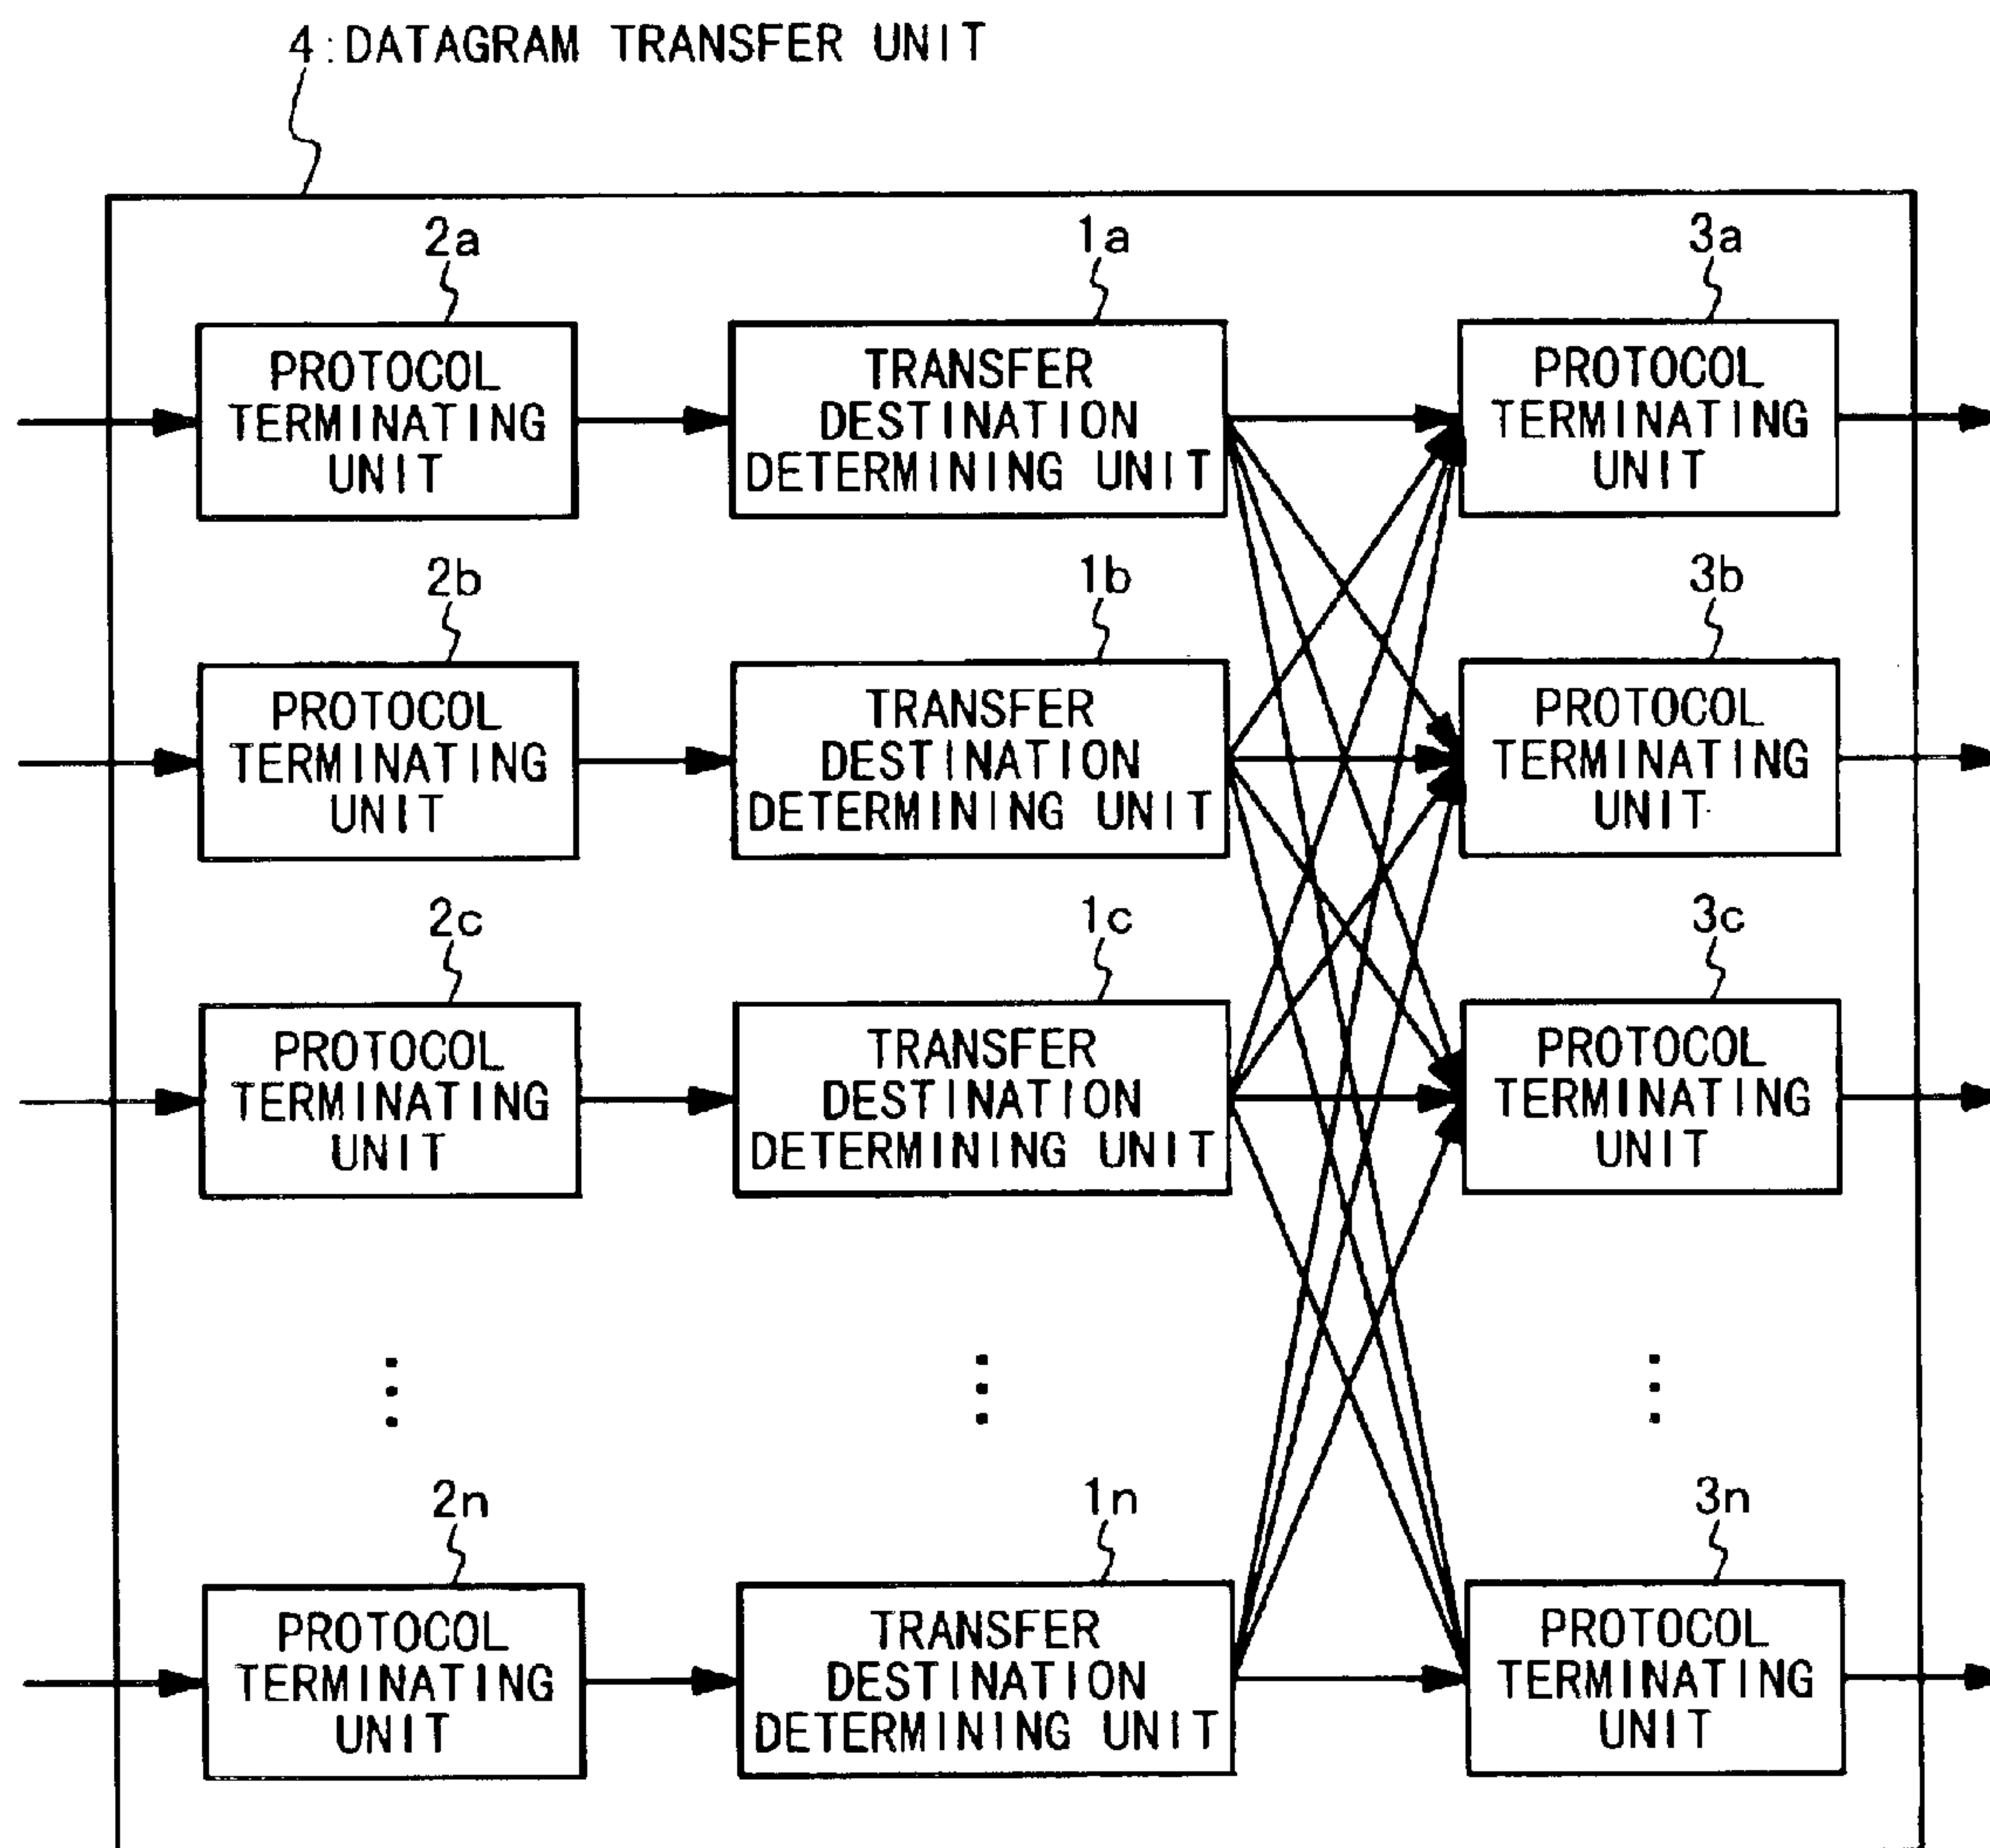 4:DATAGRAM TRANSFER UNIT
2a
1a
3a
PROTOCOL
TERMINATING
UNIT
TRANSFER
DESTINATION
DETERMINING UNIT
PROTOCOL
TERMINATING
UNIT
2b
1b
3b
PROTOCOL
TERMINATING
UNIT
TRANSFER
DESTINATION
DETERMINING UNIT
PROTOCOL
TERMINATING
UNIT
2c
1c
3c
PROTOCOL
TERMINATING
UNIT
TRANSFER
DESTINATION
DETERMINING UNIT
PROTOCOL
TERMINATING
UNIT
2n
1n
3n
PROTOCOL
TERMINATING
UNIT
TRANSFER
DESTINATION
DETERMINING UNIT
PROTOCOL
TERMINATING
UNIT